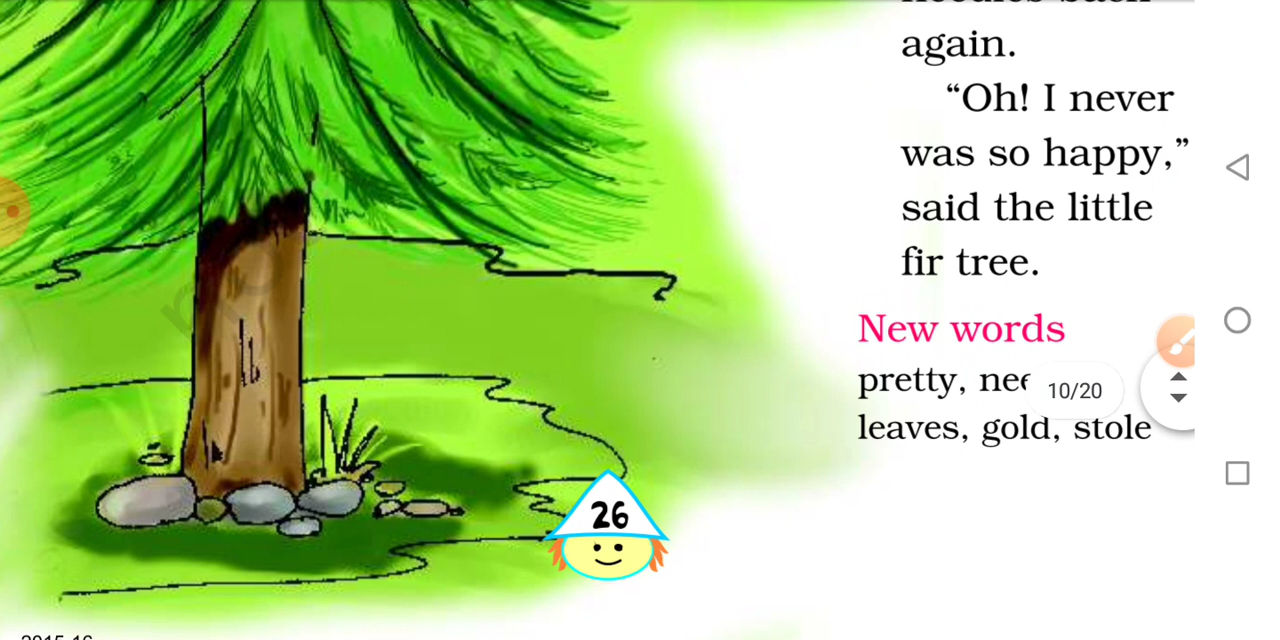 again.
“Oh! I never
was so happy,”
said the little
fir tree.
New words
pretty,
leaves, gold, stole
10/20
26